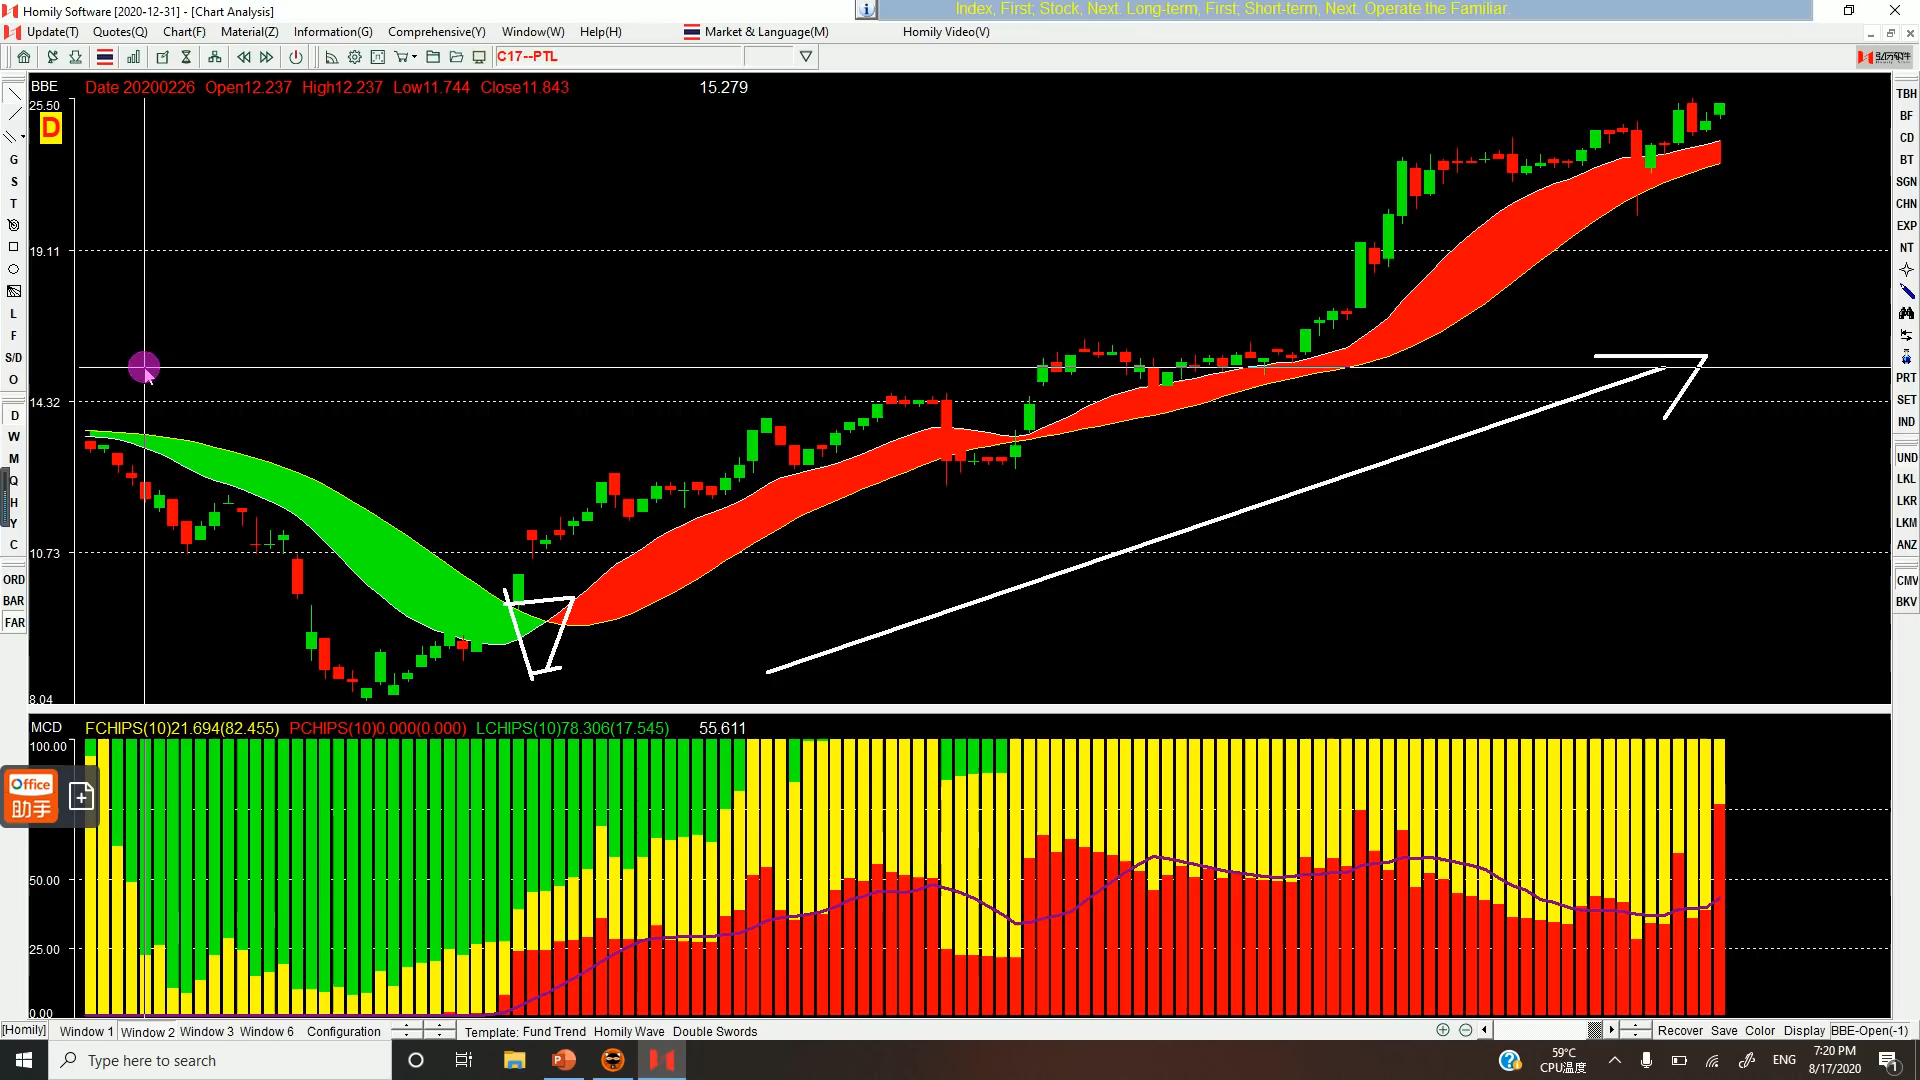 Homily Software [2020-12-31] - [Chart Analysis]
Index, First; Stock, Next. Long-term, First; Short-term, Next. Operate the Familiar.
Update(T) Quotes(Q) Chart(F) Material(Z) Information(G) Comprehensive(Y) Window(W) Help(H) Market & Language(M) Homily Video(V)
C17--PTL
BBE Date 20200226 Open12.237 High12.237 Low11.744 Close11.843 15.279
25.50
D
19.11
14.32
10.73
8.04
G
S
T
L
F
S/D
O
D
W
M
Q
H
Y
C
ORD
BAR
FAR
TBH
BF
CD
BT
SGN
CHN
EXP
NT
PRT
SET
IND
UND
LKL
LKR
LKM
ANZ
CMV
BKV
MCD FCHIPS(10)21.694(82.455) PCHIPS(10)0.000(0.000) LCHIPS(10)78.306(17.545) 55.611
100.00
Office
助手
50.00
25.00
0.00
[Homily] Window 1 Window 2 Window 3 Window 6 Configuration Template: Fund Trend Homily Wave Double Swords Recover Save Color Display BBE-Open(-1)
Type here to search
59°C
CPU温度
ENG
7:20 PM
8/17/2020
1